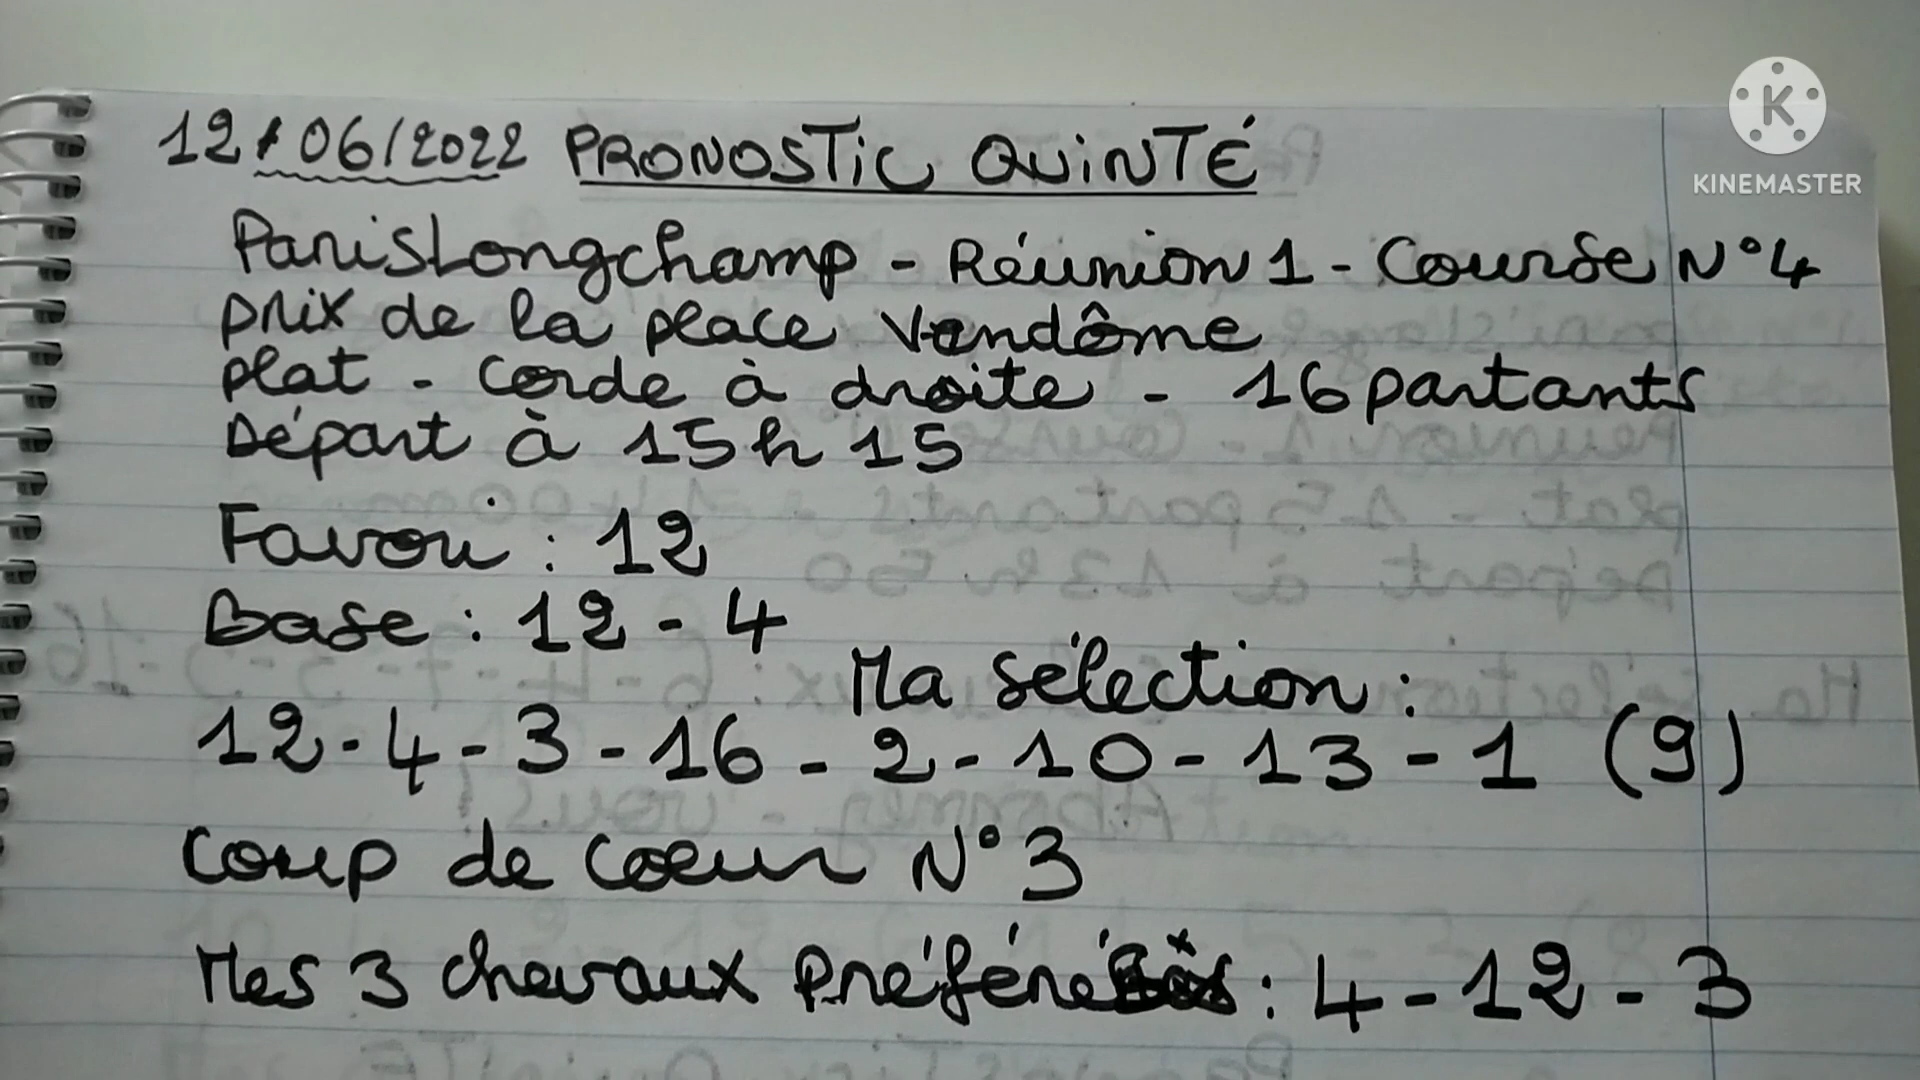 12/06/2022 PRONOSTIC QUINTÉ
KINEMASTER
ParisLongchamp - Réunion 1 - Course N°4
prix de la place Vendôme
plat - Corde à droite - 16 partants
Départ à 15h15
Favori : 12
Base : 12 - 4
Ma sélection :
12 - 4 - 3 - 16 - 2 - 10 - 13 - 1 (9)
Coup de coeur N°3
Mes 3 chevaux préférés : 4 - 12 - 3